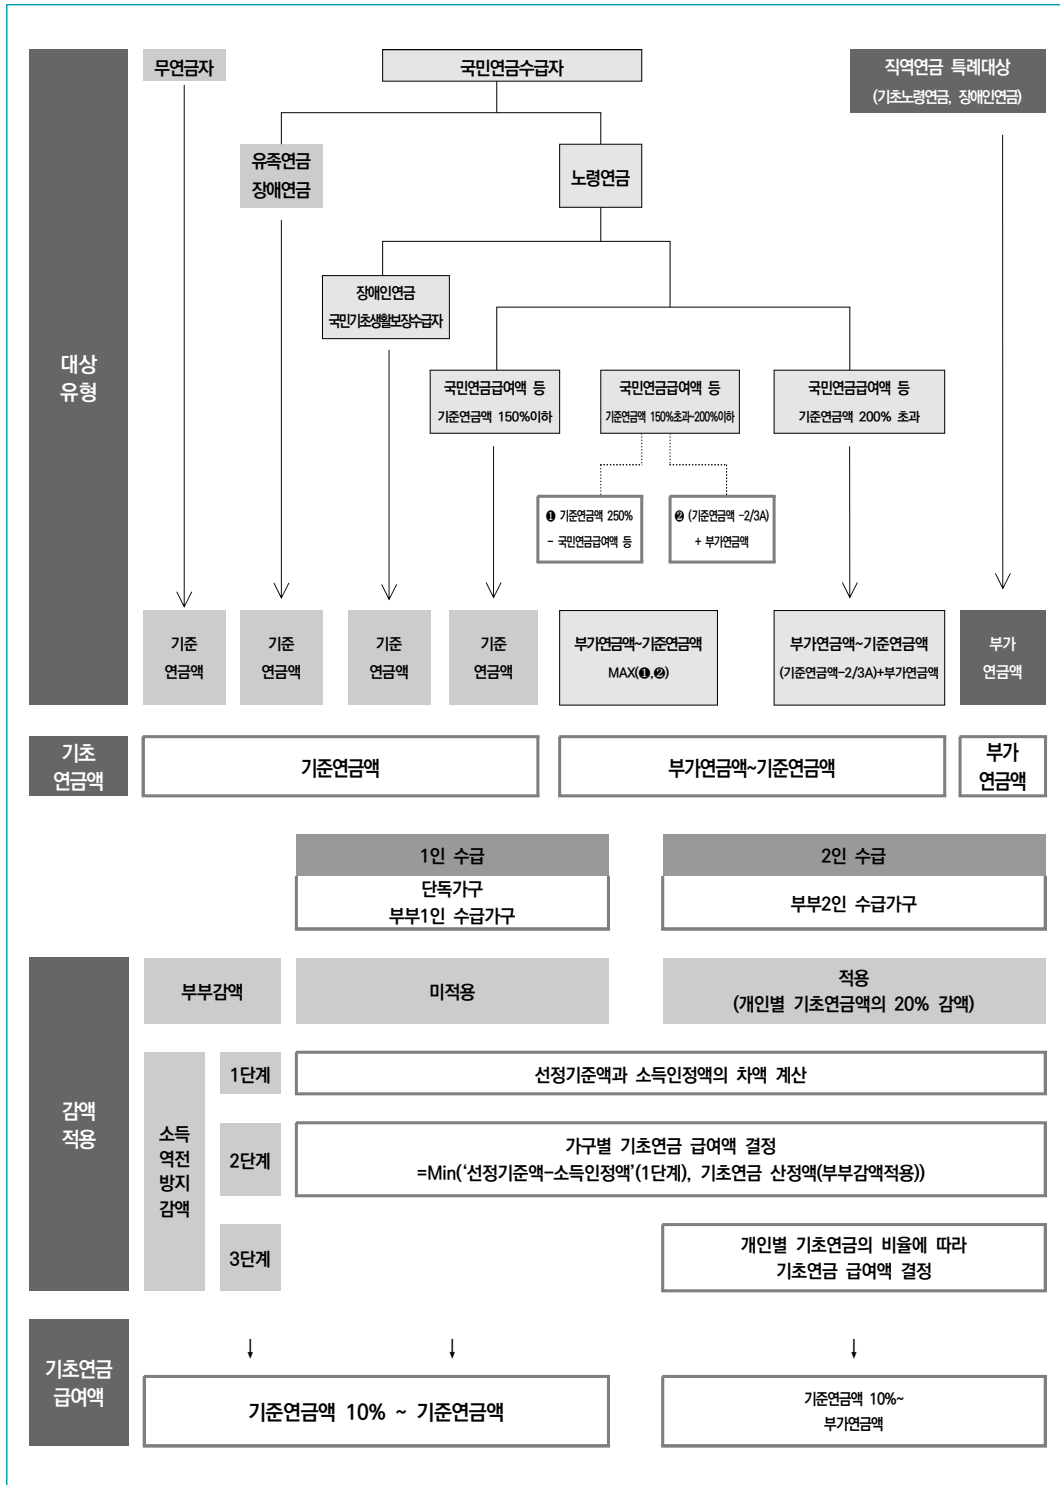 무연금자
국민연금수급자
직역연금 특례대상
(기초노령연금, 장애인연금)
유족연금
장애연금
노령연금
장애인연금
국민기초생활보장수급자
대상
유형
국민연금급여액 등
기준연금액 150%이하
국민연금급여액 등
기준연금액 150%초과~200%이하
국민연금급여액 등
기준연금액 200% 초과
❶ 기준연금액 250%
- 국민연금급여액 등
❷ (기준연금액 -2/3A)
+ 부가연금액
기준
연금액
기준
연금액
기준
연금액
기준
연금액
부가연금액~기준연금액
MAX(❶,❷)
부가연금액~기준연금액
(기준연금액-2/3A)+부가연금액
부가
연금액
기초
연금액
기준연금액
부가연금액~기준연금액
부가
연금액
1인 수급
단독가구
부부1인 수급가구
2인 수급
부부2인 수급가구
감액
적용
부부감액
미적용
적용
(개인별 기초연금액의 20% 감액)
소득
역전
방지
감액
1단계
선정기준액과 소득인정액의 차액 계산
2단계
가구별 기초연금 급여액 결정
=Min(‘선정기준액-소득인정액’(1단계), 기초연금 산정액(부부감액적용))
3단계
개인별 기초연금의 비율에 따라
기초연금 급여액 결정
기초연금
급여액
기준연금액 10% ~ 기준연금액
기준연금액 10%~
부가연금액